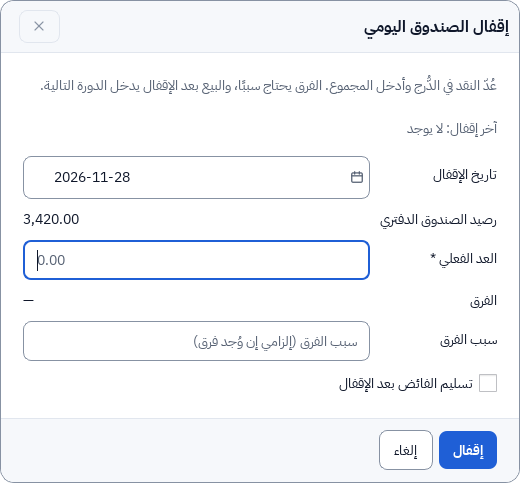 إقفال الصندوق اليومي
عُدّ النقد في الدُّرج وأدخل المجموع. الفرق يحتاج سببًا، والبيع بعد الإقفال يدخل الدورة التالية.
آخر إقفال: لا يوجد
تاريخ الإقفال
2026-11-28
رصيد الصندوق الدفتري
3,420.00
العد الفعلي *
0.00
الفرق
—
سبب الفرق
سبب الفرق (إلزامي إن وُجد فرق)
تسليم الفائض بعد الإقفال
إقفال
إلغاء